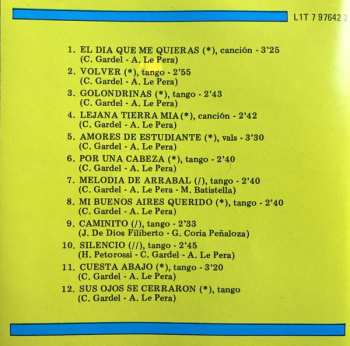 L1T 7 97642 2
1. EL DIA QUE ME QUIERAS (*), canción - 3'25
(C. Gardel - A. Le Pera)
2. VOLVER (*), tango - 2'55
(C. Gardel - A. Le Pera)
3. GOLONDRINAS (*), tango - 2'43
(C. Gardel - A. Le Pera)
4. LEJANA TIERRA MIA (*), canción - 2'42
(C. Gardel - A. Le Pera)
5. AMORES DE ESTUDIANTE (*), vals - 3'30
(C. Gardel - A. Le Pera)
6. POR UNA CABEZA (*), tango - 2'40
(C. Gardel - A. Le Pera)
7. MELODIA DE ARRABAL (/), tango - 2'40
(C. Gardel - A. Le Pera - M. Batistella)
8. MI BUENOS AIRES QUERIDO (*), tango - 2'40
(C. Gardel - A. Le Pera)
9. CAMINITO (/), tango - 2'33
(J. De Dios Filiberto - G. Coria Peñaloza)
10. SILENCIO (//), tango - 2'45
(H. Petorossi - C. Gardel - A. Le Pera)
11. CUESTA ABAJO (*), tango - 3'20
(C. Gardel - A. Le Pera)
12. SUS OJOS SE CERRARON (*), tango
(C. Gardel - A. Le Pera)